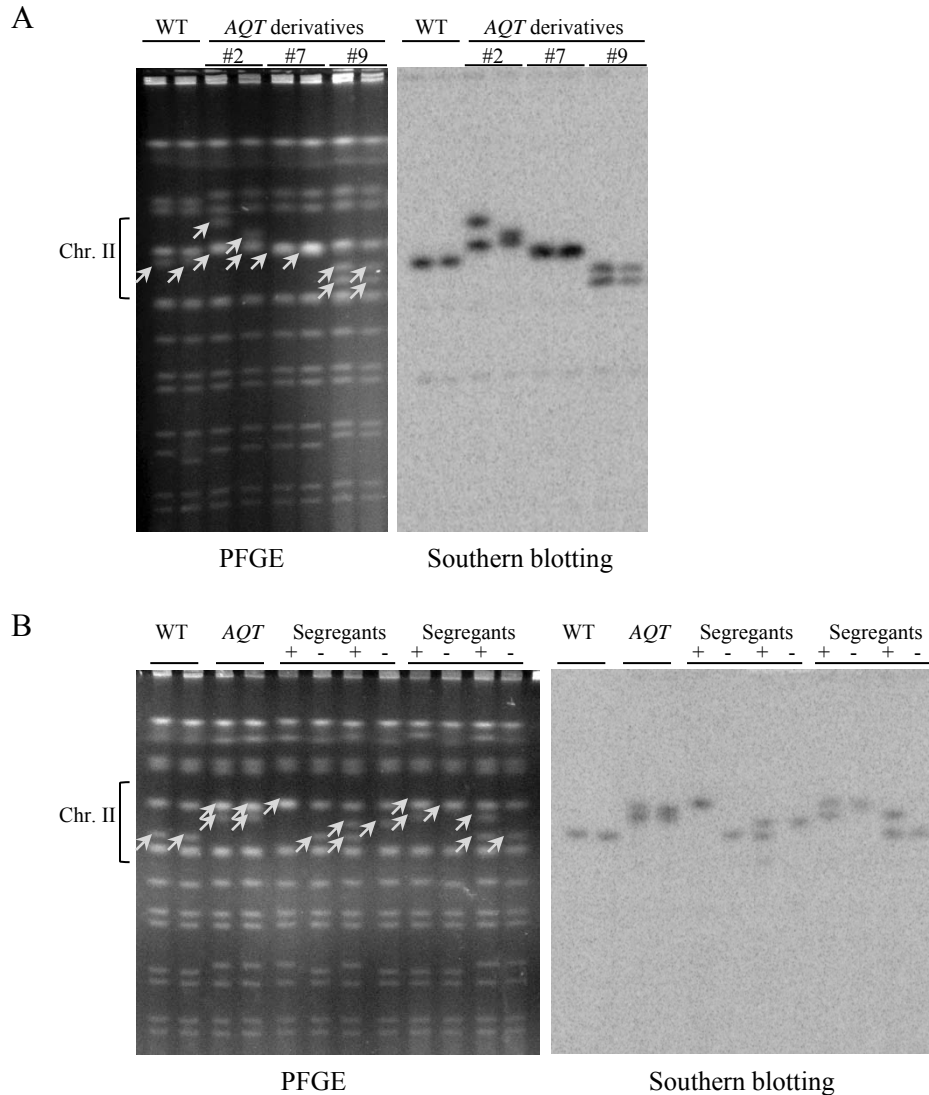 A
WT AQT derivatives WT AQT derivatives
#2 #7 #9 #2 #7 #9
Chr. II
PFGE Southern blotting
B
WT AQT Segregants Segregants WT AQT Segregants Segregants
+ - + - + - + - + - + - + - + -
Chr. II
PFGE Southern blotting